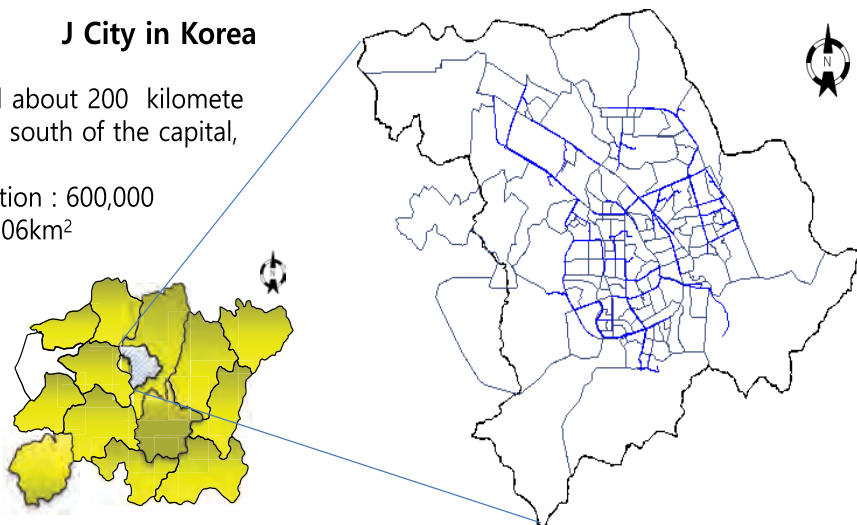 J City in Korea
about 200 kilomete
south of the capital,
tion : 600,000
06km²
N
N